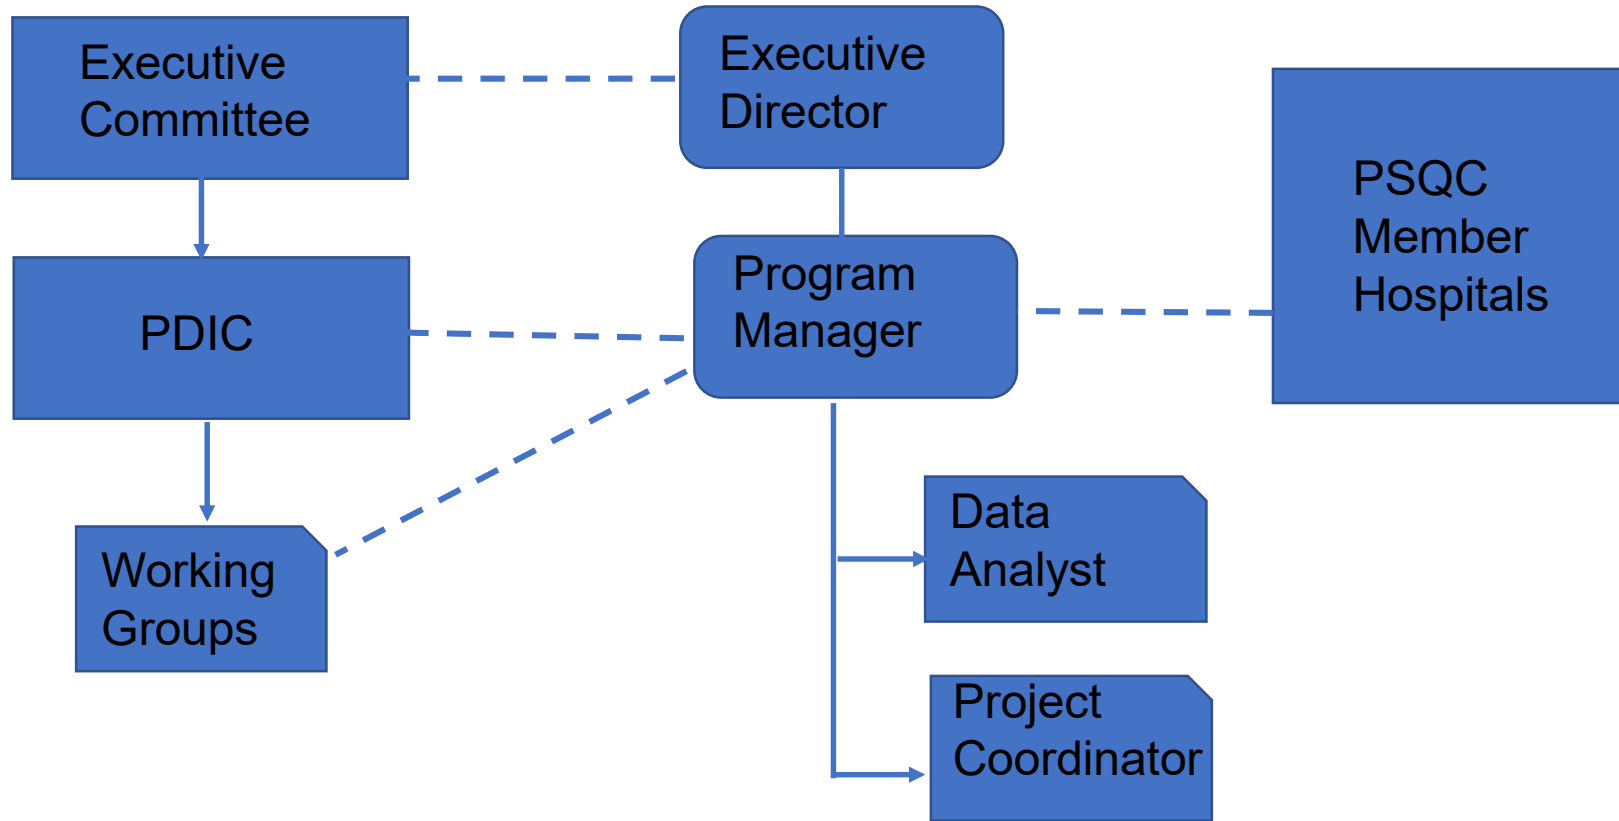 Executive
Committee
Executive
Director
PSQC
Member
Hospitals
PDIC
Program
Manager
Working
Groups
Data
Analyst
Project
Coordinator